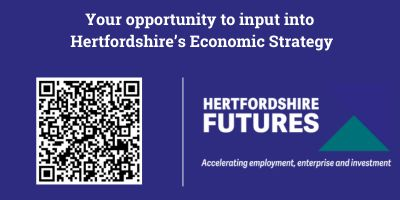 Your opportunity to input into
Hertfordshire's Economic Strategy
HERTFORDSHIRE
FUTURES
Accelerating employment, enterprise and investment